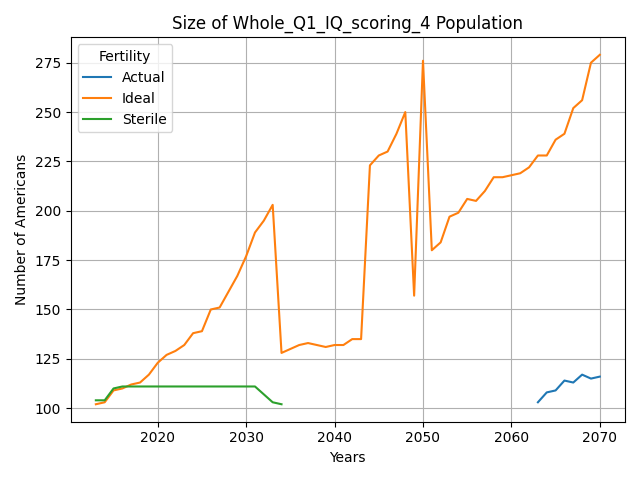 Size of Whole_Q1_IQ_scoring_4 Population
Fertility
Actual
Ideal
Sterile
Number of Americans
275
250
225
200
175
150
125
100
2020 2030 2040 2050 2060 2070
Years